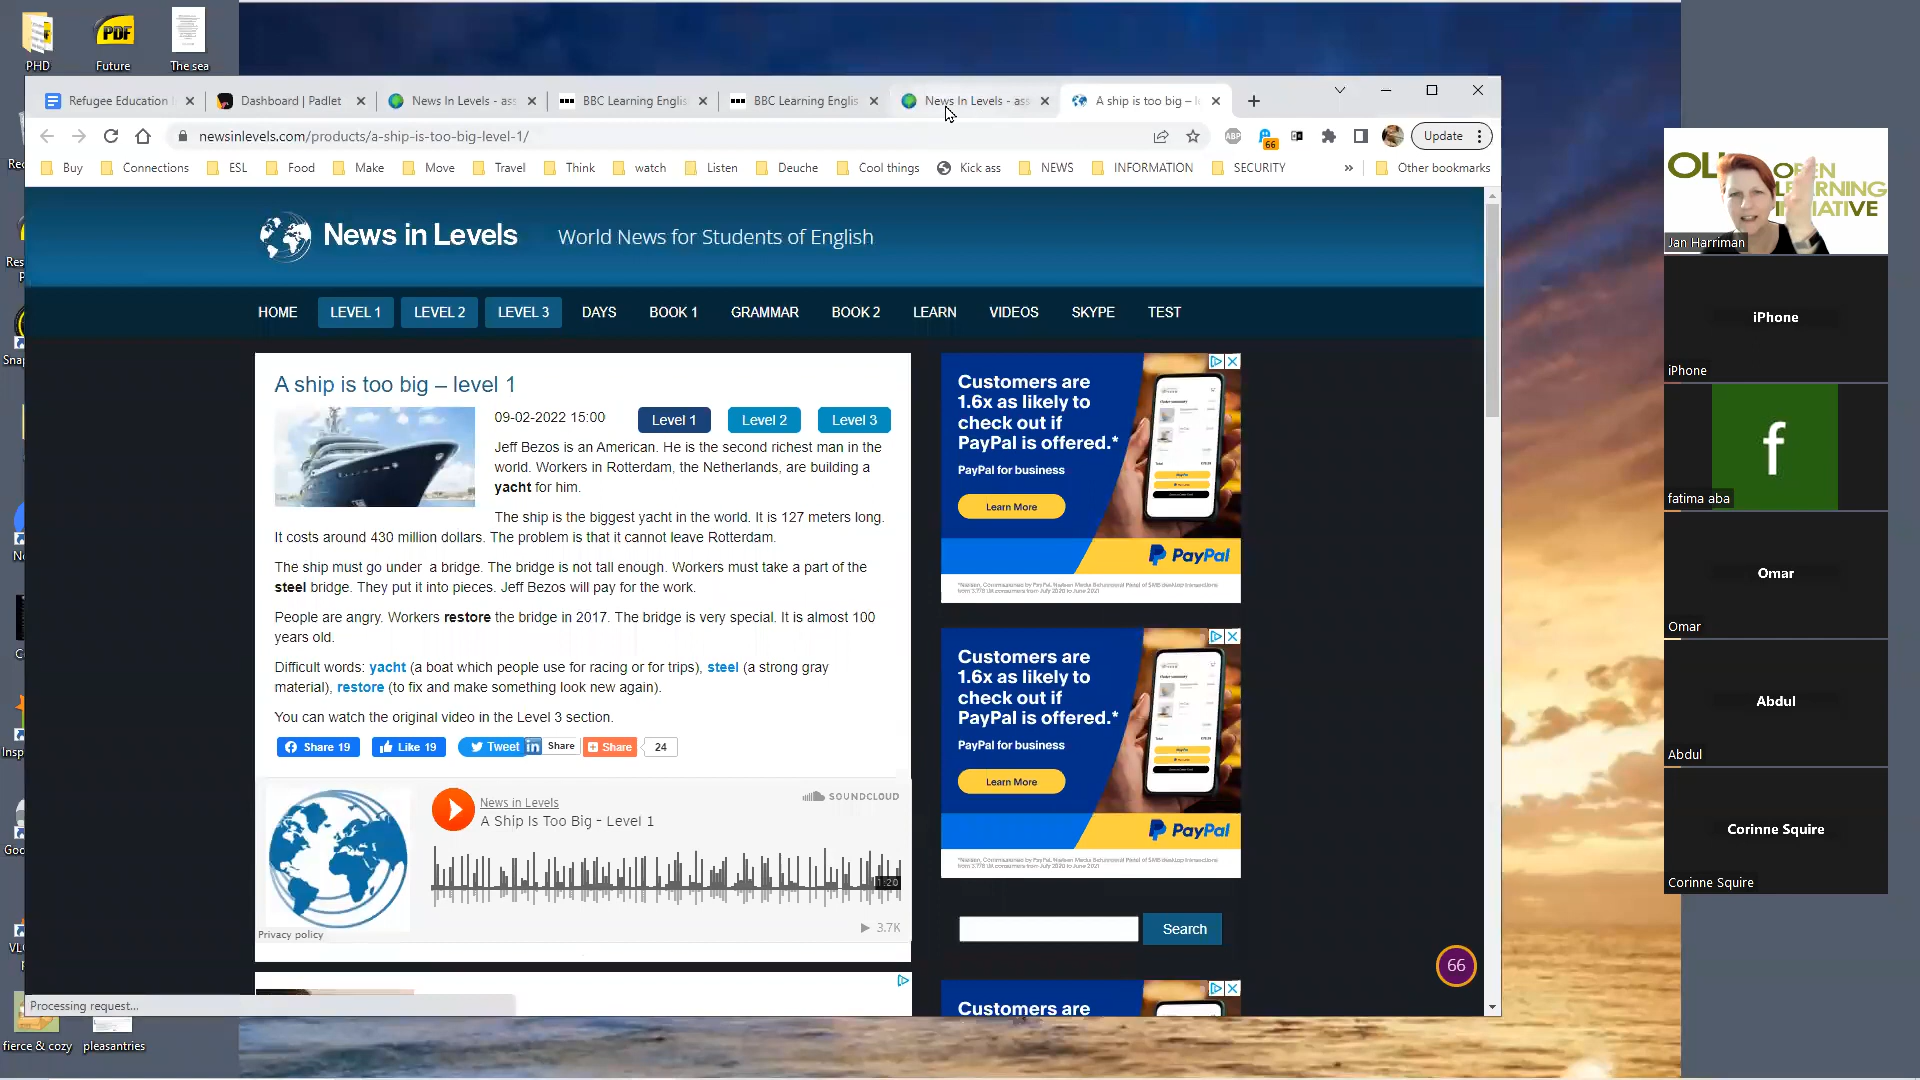 PHD
Future
The sea
Refugee Education
Dashboard | Padlet
News In Levels - ass
BBC Learning Englis
BBC Learning Englis
News In Levels - ass
A ship is too big – l
newsinlevels.com/products/a-ship-is-too-big-level-1/
ABP
66
Update
Buy
Connections
ESL
Food
Make
Move
Travel
Think
watch
Listen
Deuche
Cool things
Kick ass
NEWS
INFORMATION
SECURITY
»
Other bookmarks
News in Levels
World News for Students of English
HOME
LEVEL 1
LEVEL 2
LEVEL 3
DAYS
BOOK 1
GRAMMAR
BOOK 2
LEARN
VIDEOS
SKYPE
TEST
A ship is too big – level 1
09-02-2022 15:00
Level 1
Level 2
Level 3
Jeff Bezos is an American. He is the second richest man in the
world. Workers in Rotterdam, the Netherlands, are building a
yacht for him.
The ship is the biggest yacht in the world. It is 127 meters long.
It costs around 430 million dollars. The problem is that it cannot leave Rotterdam.
The ship must go under a bridge. The bridge is not tall enough. Workers must take a part of the
steel bridge. They put it into pieces. Jeff Bezos will pay for the work.
People are angry. Workers restore the bridge in 2017. The bridge is very special. It is almost 100
years old.
Difficult words: yacht (a boat which people use for racing or for trips), steel (a strong gray
material), restore (to fix and make something look new again).
You can watch the original video in the Level 3 section.
Share 19
Like 19
Tweet
Share
Share
24
News in Levels
A Ship Is Too Big - Level 1
SOUNDCLOUD
1:20
3.7K
Privacy policy
Customers are
1.6x as likely to
check out if
PayPal is offered.*
PayPal for business
Learn More
PayPal
Customers are
1.6x as likely to
check out if
PayPal is offered.*
PayPal for business
Learn More
PayPal
Search
Customers are
1.6x as likely to
66
Processing request...
fierce & cozy
pleasantries
Jan Harriman
iPhone
iPhone
f
fatima aba
Omar
Omar
Abdul
Abdul
Corinne Squire
Corinne Squire